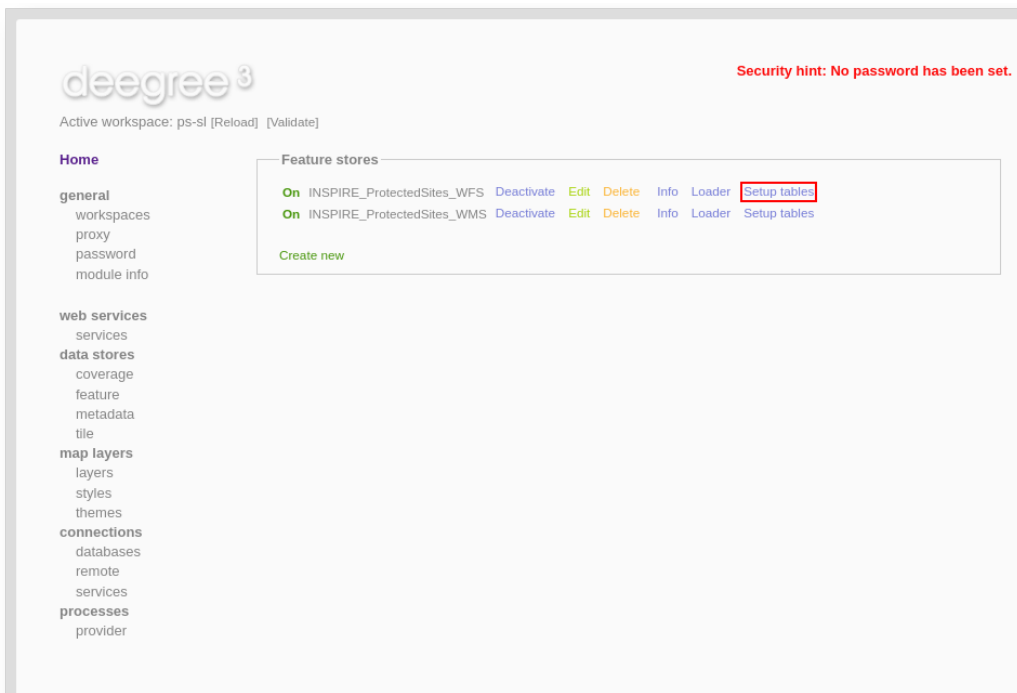 deegree 3
Security hint: No password has been set.
Active workspace: ps-sl [Reload] [Validate]
Home
general
workspaces
proxy
password
module info
web services
services
data stores
coverage
feature
metadata
tile
map layers
layers
styles
themes
connections
databases
remote
services
processes
provider
Feature stores
On INSPIRE_ProtectedSites_WFS Deactivate Edit Delete Info Loader Setup tables
On INSPIRE_ProtectedSites_WMS Deactivate Edit Delete Info Loader Setup tables
Create new